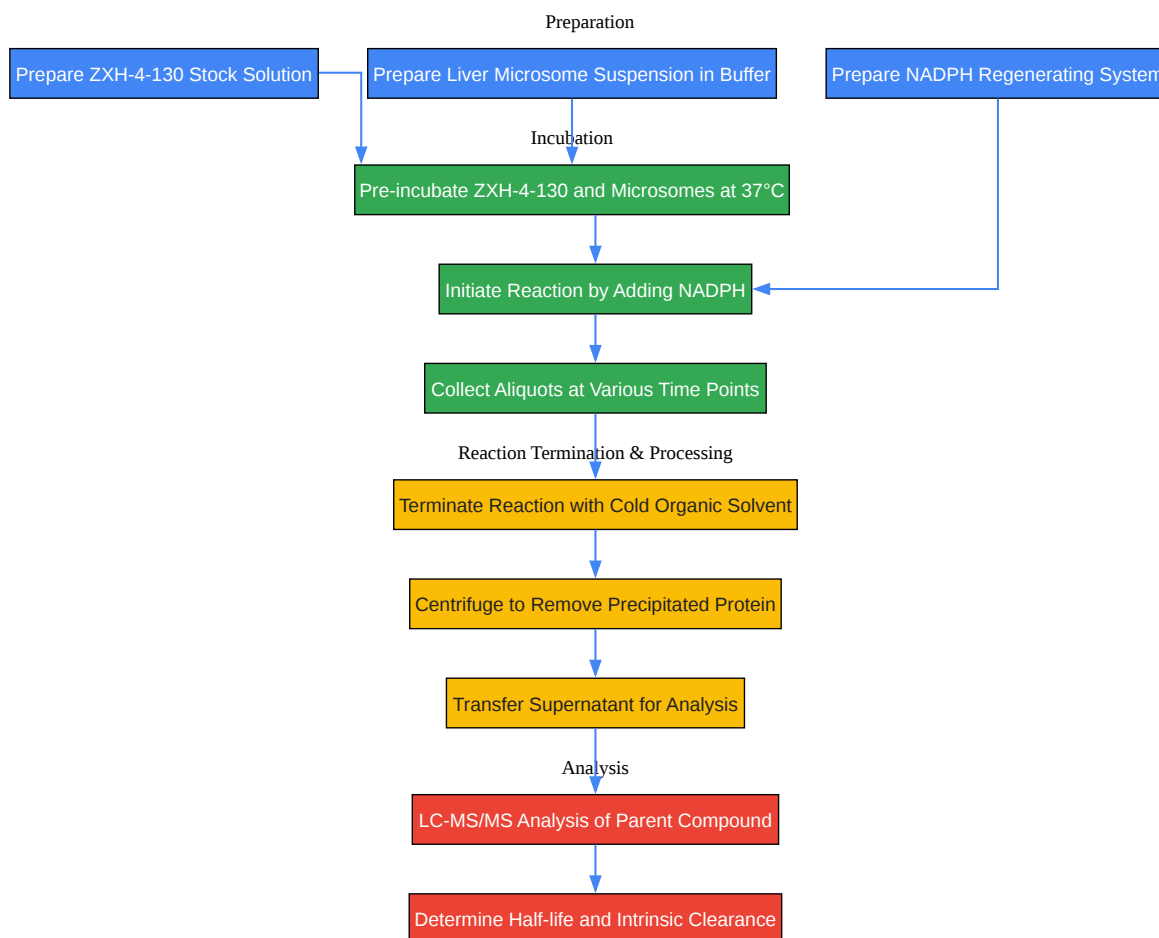 Preparation
Prepare ZXH-4-130 Stock Solution
Prepare Liver Microsome Suspension in Buffer
Prepare NADPH Regenerating System
Incubation
Pre-incubate ZXH-4-130 and Microsomes at 37°C
Initiate Reaction by Adding NADPH
Collect Aliquots at Various Time Points
Reaction Termination & Processing
Terminate Reaction with Cold Organic Solvent
Centrifuge to Remove Precipitated Protein
Transfer Supernatant for Analysis
Analysis
LC-MS/MS Analysis of Parent Compound
Determine Half-life and Intrinsic Clearance